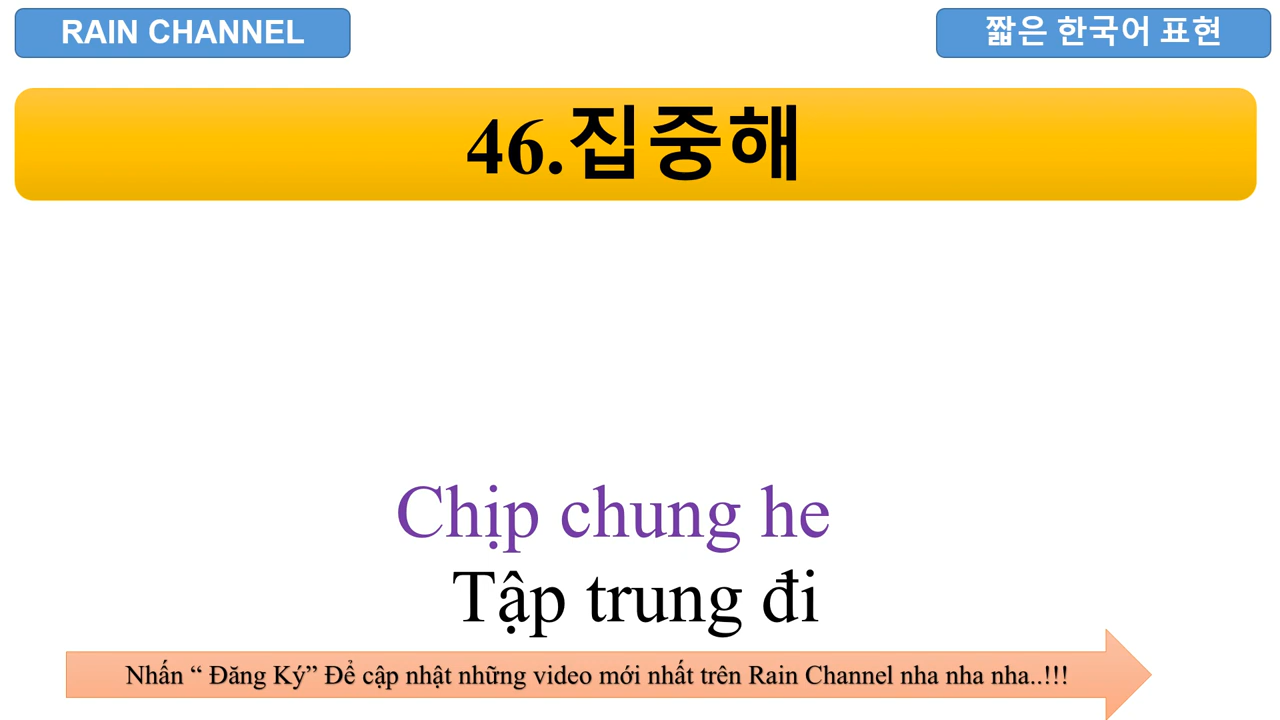 RAIN CHANNEL
짧은 한국어 표현
46.집중해
Chịp chung he
Tập trung đi
Nhấn “ Đăng Ký” Để cập nhật những video mới nhất trên Rain Channel nha nha nha..!!!